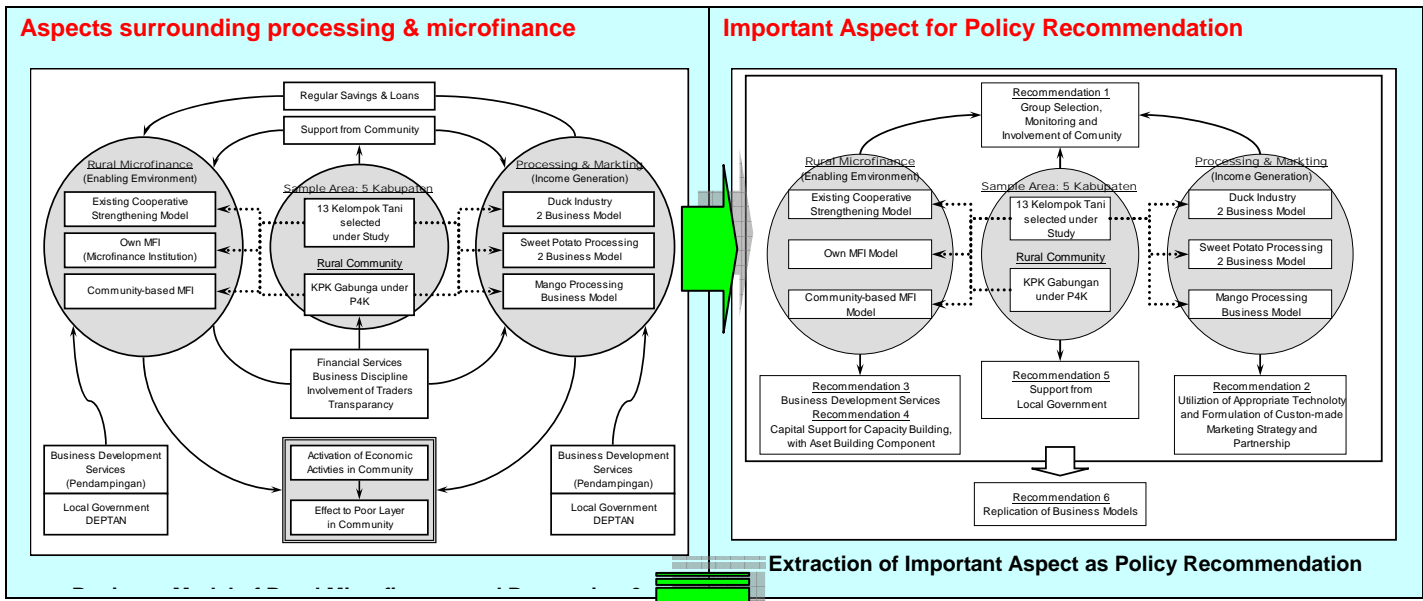 Aspects surrounding processing & microfinance
Regular Savings & Loans
Support from Community
Rural Microfinance
(Enabling Emvironment)
Existing Cooperative
Strengthening Model
Own MFI
(Microfinance Institution)
Community-based MFI
Sample Area: 5 Kabupaten
13 Kelompok Tani
selected
under Study
Rural Community
KPK Gabunga under
P4K
Processing & Markting
(Income Generation)
Duck Industry
2 Business Model
Sweet Potato Processing
2 Business Model
Mango Processing
Business Model
Financial Services
Business Discipline
Involvement of Traders
Transparancy
Business Development
Services
(Pendampingan)
Local Government
DEPTAN
Activation of Economic
Activties in Community
Effect to Poor Layer
in Community
Business Development
Services
(Pendampingan)
Local Government
DEPTAN
Important Aspect for Policy Recommendation
Recommendation 1
Group Selection,
Monitoring and
Involvement of Comunity
Rural Microfinance
(Enabling Emvironment)
Existing Cooperative
Strengthening Model
Own MFI Model
Community-based MFI
Model
Sample Area: 5 Kabupaten
13 Kelompok Tani
selected under
Study
Rural Community
KPK Gabungan
under P4K
Processing & Markting
(Income Generation)
Duck Industry
2 Business Model
Sweet Potato Processing
2 Business Model
Mango Processing
Business Model
Recommendation 3
Business Development Services
Recommendation 4
Capital Support for Capacity Building,
with Aset Building Component
Recommendation 5
Support from
Local Government
Recommendation 2
Utiliztion of Appropriate Technoloty
and Formulation of Custon-made
Marketing Strategy and
Partnership
Recommendation 6
Replication of Business Models
Extraction of Important Aspect as Policy Recommendation